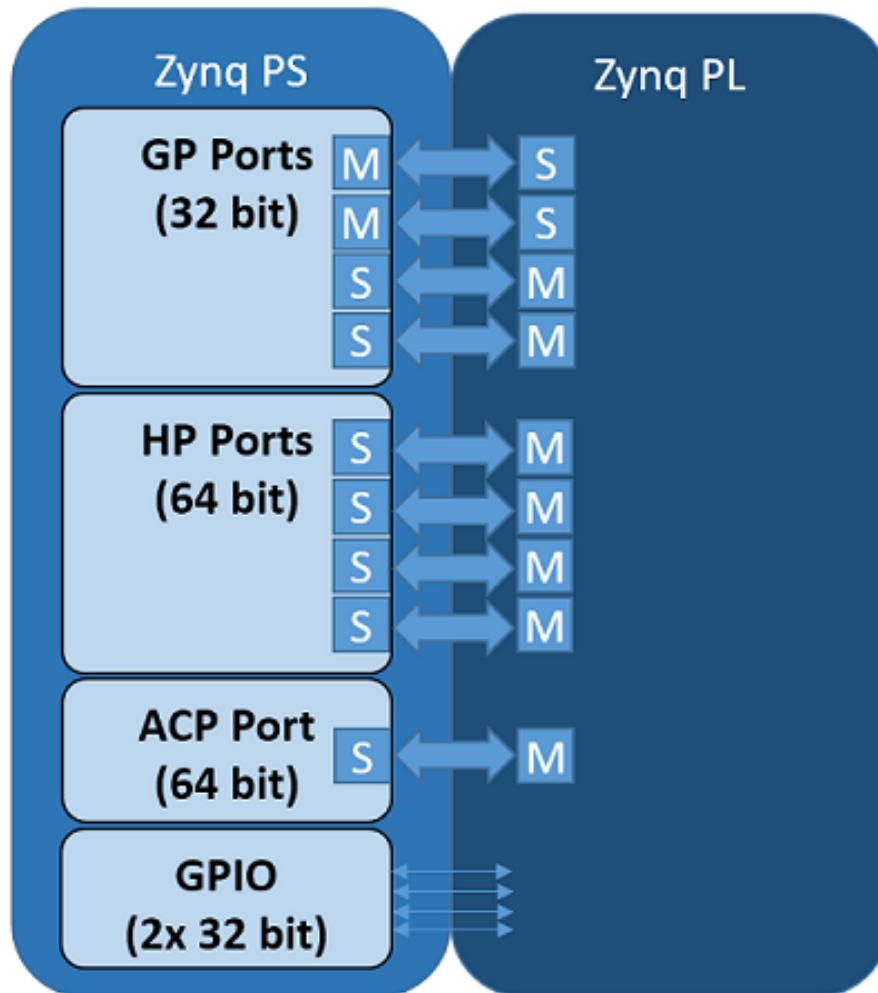 Zynq PS
Zynq PL
GP Ports
(32 bit)
M
S
M
S
S
M
S
M
HP Ports
(64 bit)
S
M
S
M
S
M
S
M
ACP Port
(64 bit)
S
M
GPIO
(2x 32 bit)